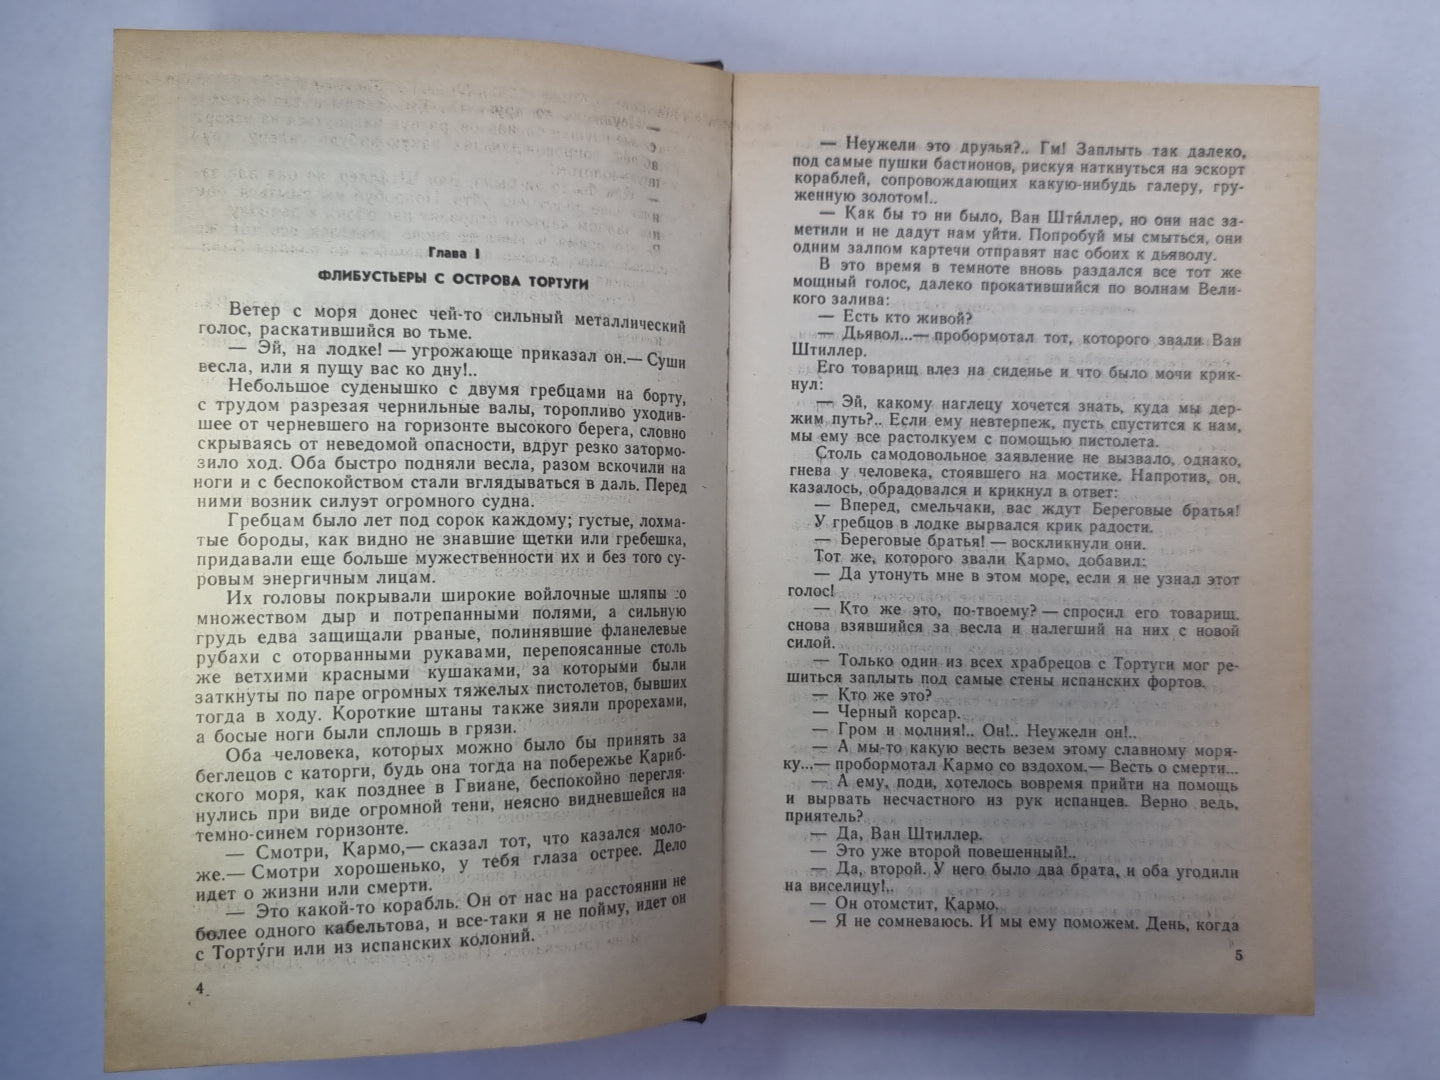 Глава I
ФЛИБУСТЬЕРЫ С ОСТРОВА ТОРТУГИ
Ветер с моря донес чей-то сильный металлический
голос, раскатившийся во тьме.
— Эй, на лодке! — угрожающе приказал он.— Суши
весла, или я пущу вас ко дну!..
Небольшое суденышко с двумя гребцами на борту,
с трудом разрезая чернильные валы, торопливо уходив-
шее от черневшего на горизонте высокого берега, словно
скрываясь от неведомой опасности, вдруг резко затормо-
зило ход. Оба быстро подняли весла, разом вскочили на
ноги и с беспокойством стали вглядываться в даль. Перед
ними возник силуэт огромного судна.
Гребцам было лет под сорок каждому; густые, лохма-
тые бороды, как видно не знавшие щетки или гребешка,
придавали еще больше мужественности их и без того су-
ровым энергичным лицам.
Их головы покрывали широкие войлочные шляпы со
множеством дыр и потрепанными полями, а сильную
грудь едва защищали рваные, полинявшие фланелевые
рубахи с оторванными рукавами, перепоясанные столь
же ветхими красными кушаками, за которыми были
заткнуты по паре огромных тяжелых пистолетов, бывших
тогда в ходу. Короткие штаны также зияли прорехами,
а босые ноги были сплошь в грязи.
Оба человека, которых можно было бы принять за
беглецов с каторги, будь она тогда на побережье Кариб-
ского моря, как позднее в Гвиане, беспокойно перегля-
нулись при виде огромной тени, неясно видневшейся на
темно-синем горизонте.
— Смотри, Кармо,— сказал тот, что казался моло-
же.— Смотри хорошенько, у тебя глаза острее. Дело
идет о жизни или смерти.
— Это какой-то корабль. Он от нас на расстоянии не
более одного кабельтова, и все-таки я не пойму, идет он
с Торту́ги или из испанских колоний.
4
— Неужели это друзья?.. Гм! Заплыть так далеко,
под самые пушки бастионов, рискуя наткнуться на эскорт
кораблей, сопровождающих какую-нибудь галеру, гру-
женную золотом!..
— Как бы то ни было, Ван Шти́ллер, но они нас за-
метили и не дадут нам уйти. Попробуй мы смыться, они
одним залпом картечи отправят нас обоих к дьяволу.
В это время в темноте вновь раздался все тот же
мощный голос, далеко прокатившийся по волнам Вели-
кого залива:
— Есть кто живой?
— Дьявол...— пробормотал тот, которого звали Ван
Штиллер.
Его товарищ влез на сиденье и что было мочи крик-
нул:
— Эй, какому наглецу хочется знать, куда мы дер-
жим путь?.. Если ему невтерпеж, пусть спустится к нам,
мы ему все растолкуем с помощью пистолета.
Столь самодовольное заявление не вызвало, однако,
гнева у человека, стоявшего на мостике. Напротив, он,
казалось, обрадовался и крикнул в ответ:
— Вперед, смельчаки, вас ждут Береговые братья!
У гребцов в лодке вырвался крик радости.
— Береговые братья! — воскликнули они.
Тот же, которого звали Кармо, добавил:
— Да утонуть мне в этом море, если я не узнал этот
голос!
— Кто же это, по-твоему? — спросил его товарищ,
снова взявшийся за весла и налегший на них с новой
силой.
— Только один из всех храбрецов с Тортуги мог ре-
шиться заплыть под самые стены испанских фортов.
— Кто же это?
— Черный корсар.
— Гром и молния!.. Он!.. Неужели он!..
— А мы-то какую весть везем этому славному моря-
ку...— пробормотал Кармо со вздохом.— Весть о смерти...
— А ему, поди, хотелось вовремя прийти на помощь
и вырвать несчастного из рук испанцев. Верно ведь,
приятель?
— Да, Ван Штиллер.
— Это уже второй повешенный!..
— Да, второй. У него было два брата, и оба угодили
на виселицу!..
— Он отомстит, Кармо.
— Я не сомневаюсь. И мы ему поможем. День, когда
5